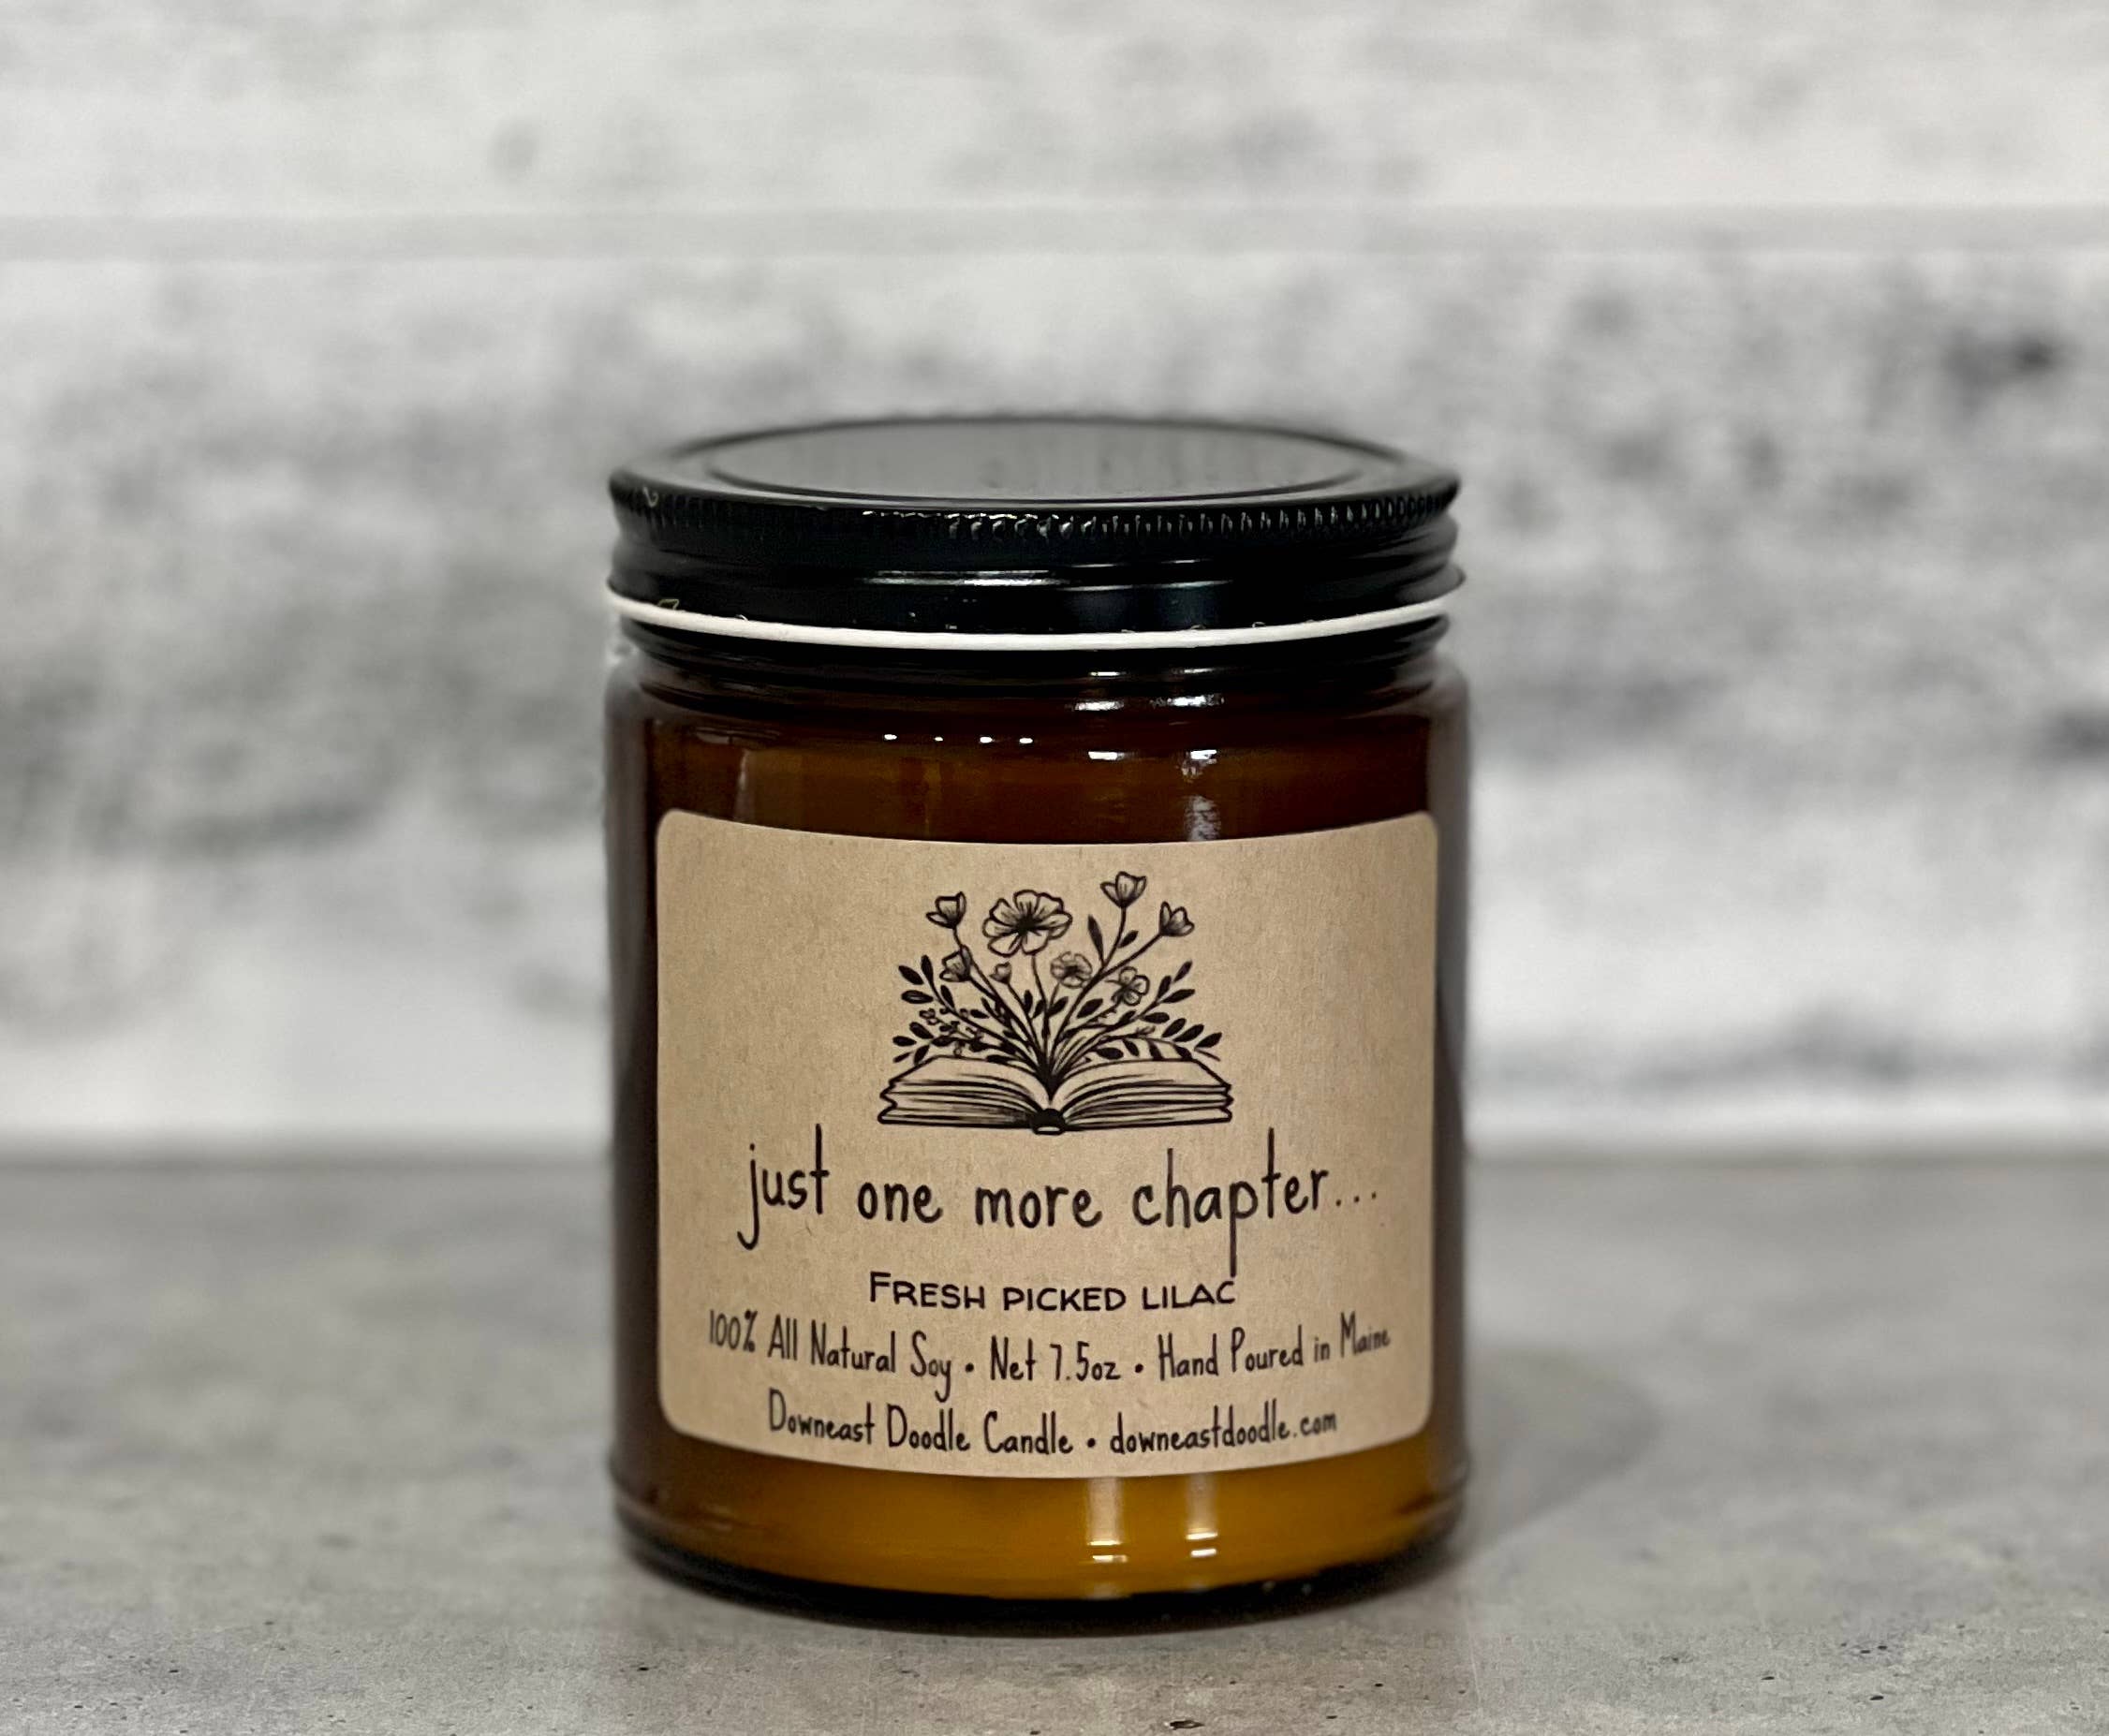 just one more chapter...
FRESH PICKED LILAC
100% All Natural Soy • Net 7.5oz • Hand Poured in Maine
Downeast Doodle Candle • downeastdoodle.com